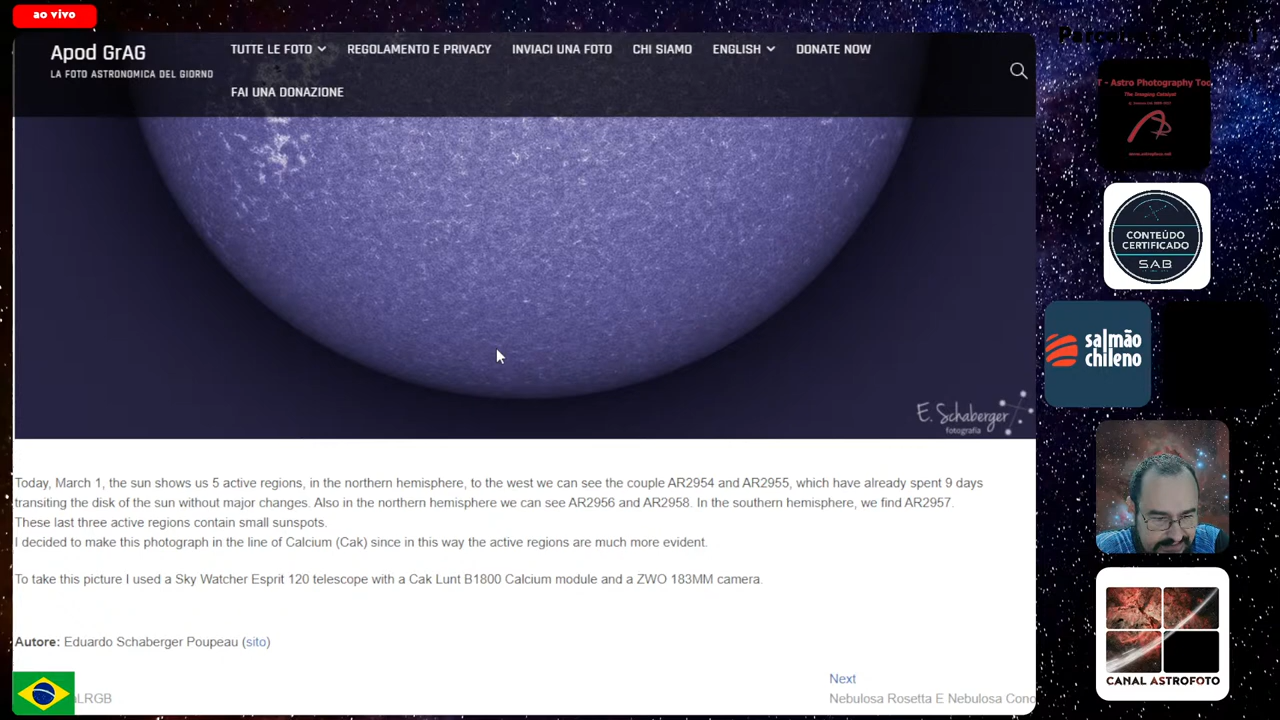 ao vivo
Apod GrAG
LA FOTO ASTRONOMICA DEL GIORNO
TUTTE LE FOTO
REGOLAMENTO E PRIVACY
INVIACI UNA FOTO
CHI SIAMO
ENGLISH
DONATE NOW
FAI UNA DONAZIONE
E. Schaberger
fotografía
Today, March 1, the sun shows us 5 active regions, in the northern hemisphere, to the west we can see the couple AR2954 and AR2955, which have already spent 9 days
transiting the disk of the sun without major changes. Also in the northern hemisphere we can see AR2956 and AR2958. In the southern hemisphere, we find AR2957.
These last three active regions contain small sunspots.
I decided to make this photograph in the line of Calcium (Cak) since in this way the active regions are much more evident.
To take this picture I used a Sky Watcher Esprit 120 telescope with a Cak Lunt B1800 Calcium module and a ZWO 183MM camera.
Autore: Eduardo Schaberger Poupeau (sito)
LRGB
Next
Nebulosa Rosetta E Nebulosa Cono
T - Astro Photography Too
The Imaging Catalyst
CONTEÚDO
CERTIFICADO
SAB
salmão
chileno
CANAL ASTROFOTO